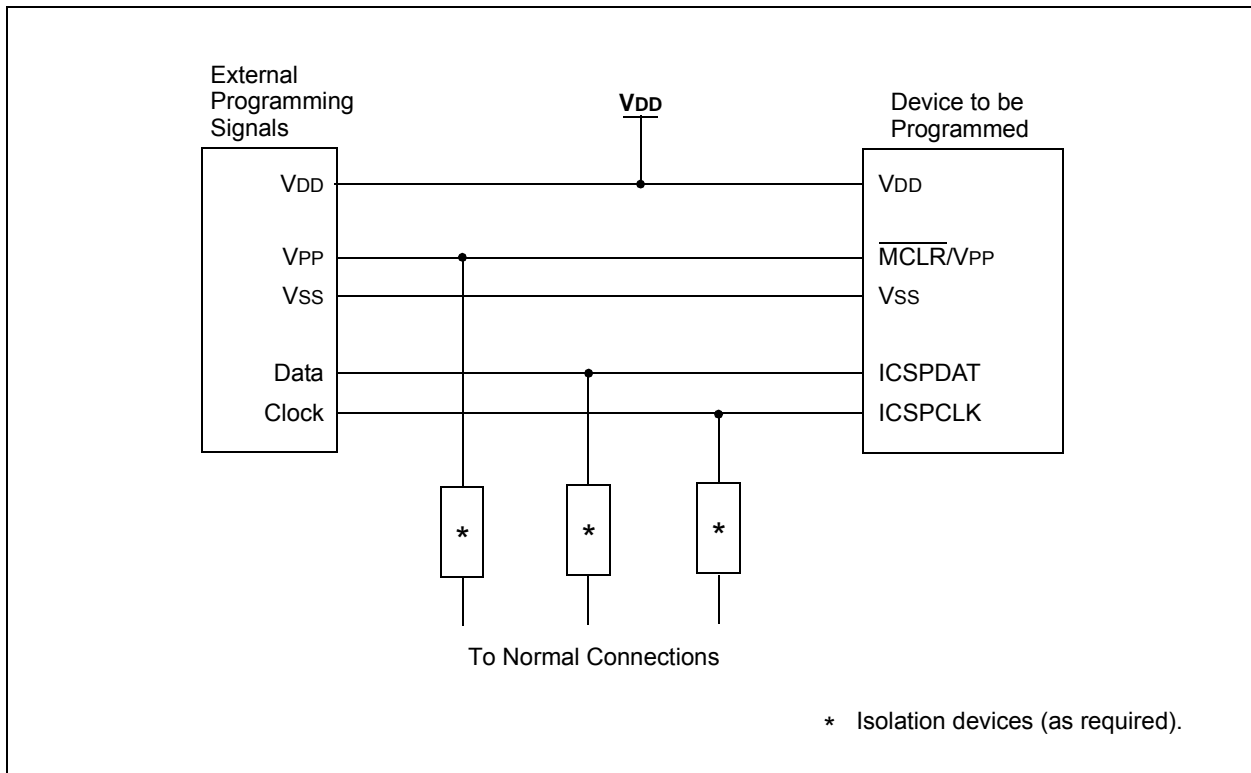 External
Programming
Signals
VDD
Device to be
Programmed
VDD
VDD
VPP
MCLR/VPP
VSS
VSS
Data
ICSPDAT
Clock
ICSPCLK
* * *
To Normal Connections
* Isolation devices (as required).